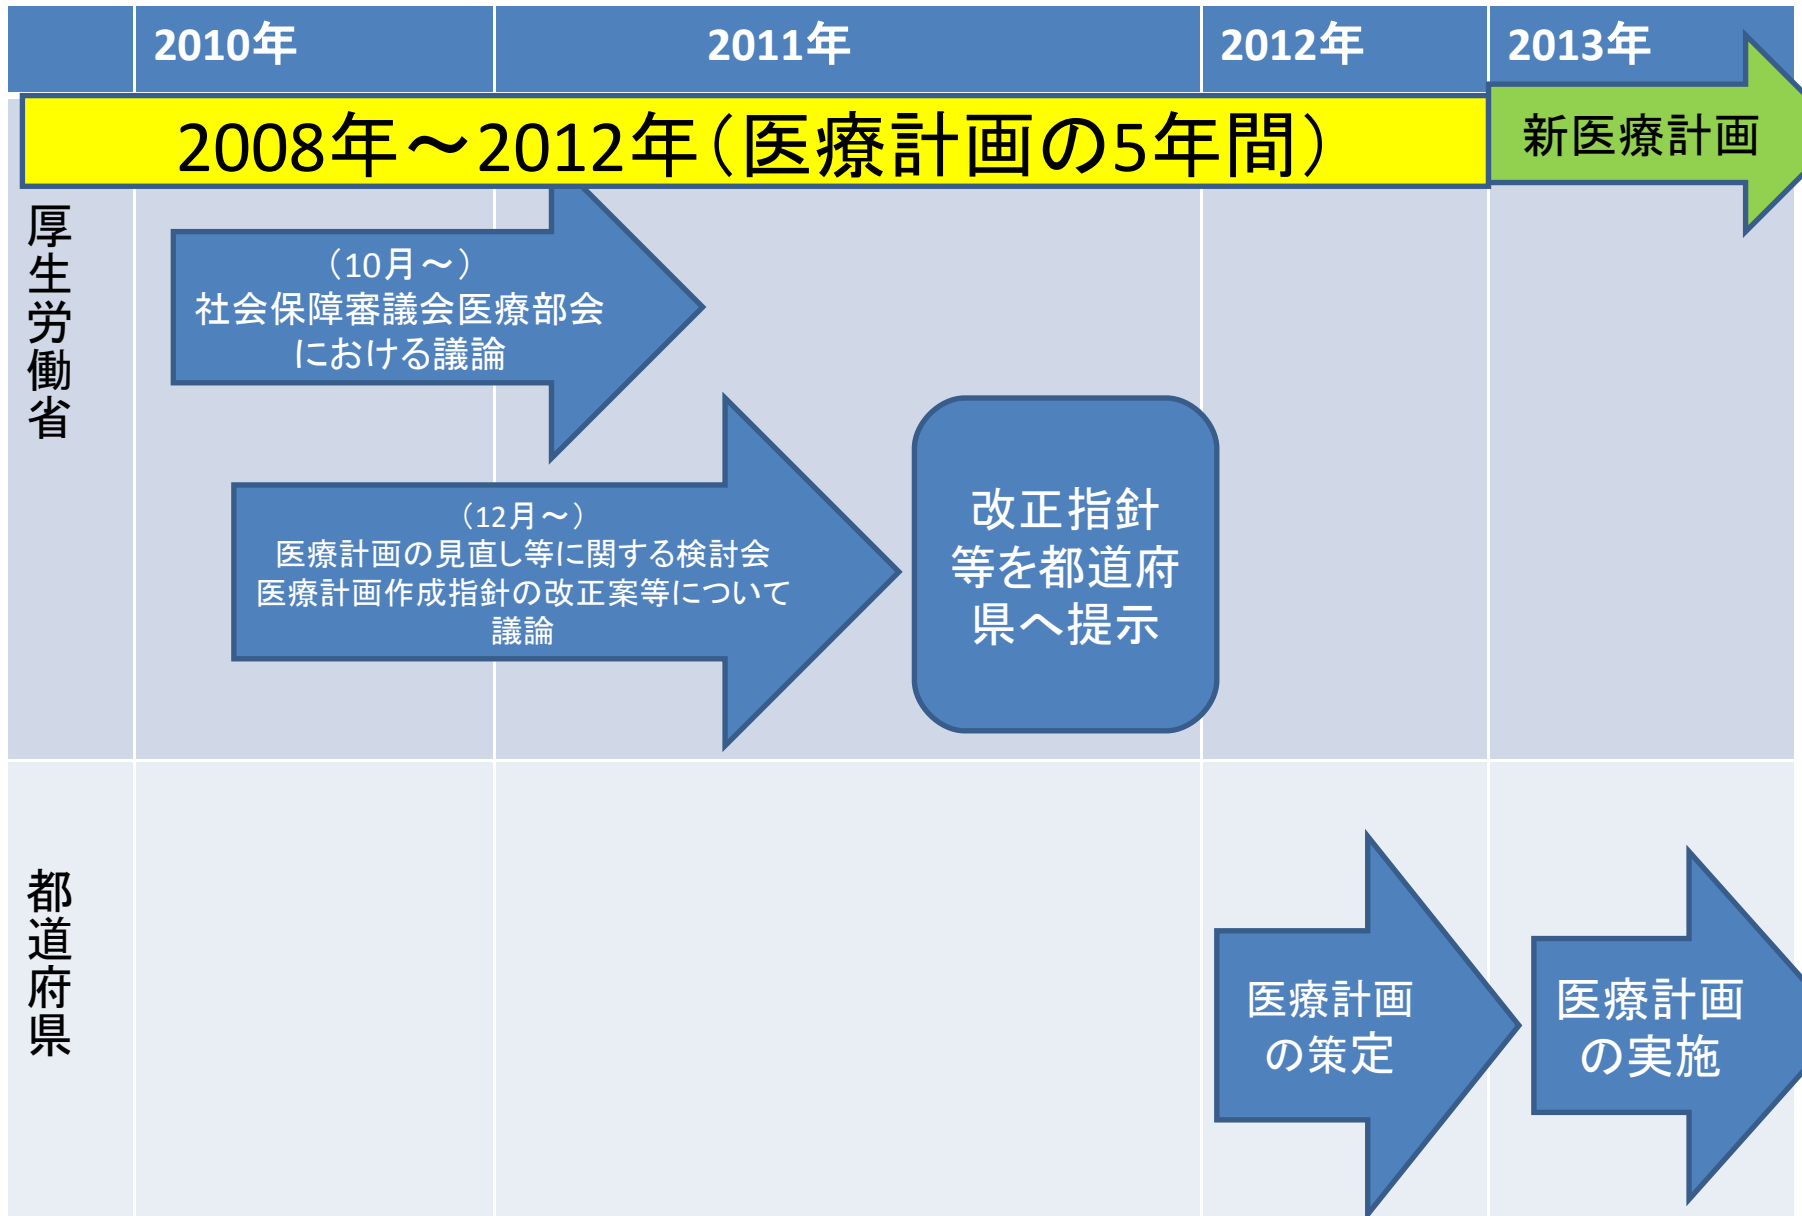 2010年
2011年
2012年
2013年
2008年～2012年（医療計画の5年間）
新医療計画
厚生労働省
（10月～）
社会保障審議会医療部会
における議論
（12月～）
医療計画の見直し等に関する検討会
医療計画作成指針の改正案等について
議論
改正指針
等を都道府
県へ提示
都道府県
医療計画
の策定
医療計画
の実施